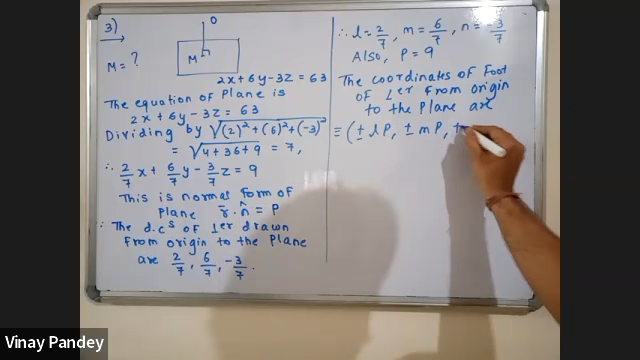 3)
O
M
M = ?
2x+6y-3z=63
The equation of Plane is
2x+6y-3z=63
Dividing by √(2)²+(6)²+(-3)²
= √4+36+9 = 7,
∴ 2/7 x + 6/7 y - 3/7 z = 9
This is normal form of
Plane r̄.n̂ = P
∴ The d.cˢ of ⊥er drawn
from origin to the Plane
are 2/7, 6/7, -3/7.
∴ l=2/7, m=6/7, n=-3/7
Also, P=9
The coordinates of Foot
of ⊥er from origin
to the Plane are
≡ (± lP, ± mP, ±
Vinay Pandey